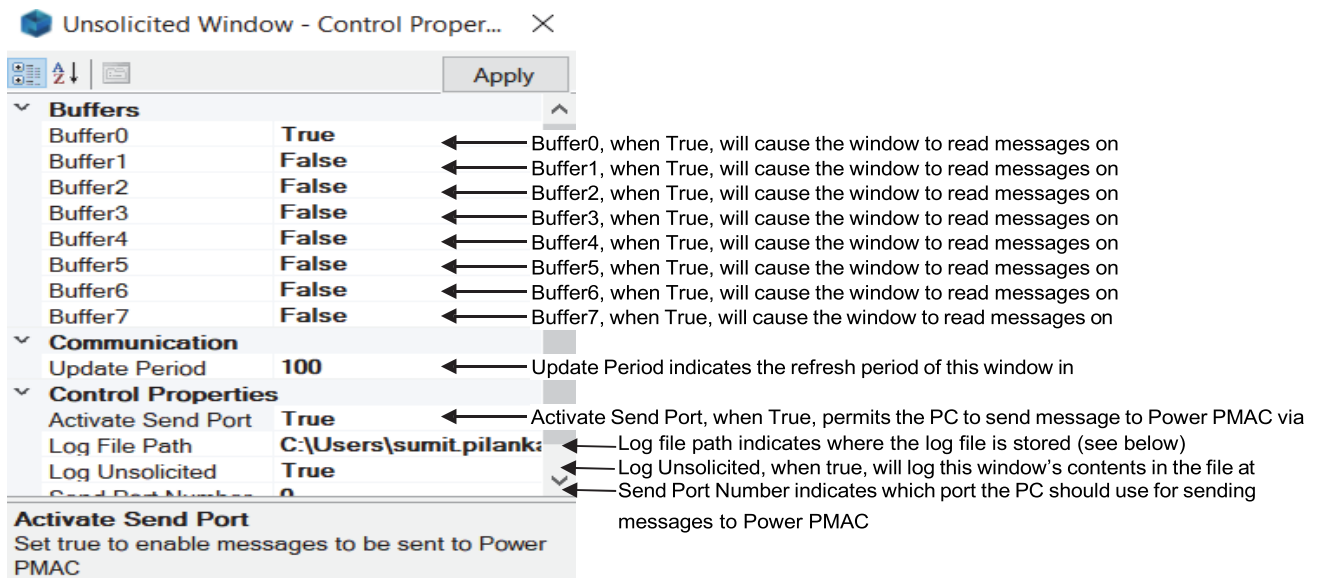 Unsolicited Window - Control Proper...
Apply
Buffers
Buffer0 True Buffer0, when True, will cause the window to read messages on
Buffer1 False Buffer1, when True, will cause the window to read messages on
Buffer2 False Buffer2, when True, will cause the window to read messages on
Buffer3 False Buffer3, when True, will cause the window to read messages on
Buffer4 False Buffer4, when True, will cause the window to read messages on
Buffer5 False Buffer5, when True, will cause the window to read messages on
Buffer6 False Buffer6, when True, will cause the window to read messages on
Buffer7 False Buffer7, when True, will cause the window to read messages on
Communication
Update Period 100 Update Period indicates the refresh period of this window in
Control Properties
Activate Send Port True Activate Send Port, when True, permits the PC to send message to Power PMAC via
Log File Path C:\Users\sumit.pilanka Log file path indicates where the log file is stored (see below)
Log Unsolicited True Log Unsolicited, when true, will log this window's contents in the file at
Send Port Number 0 Send Port Number indicates which port the PC should use for sending
messages to Power PMAC
Activate Send Port
Set true to enable messages to be sent to Power
PMAC